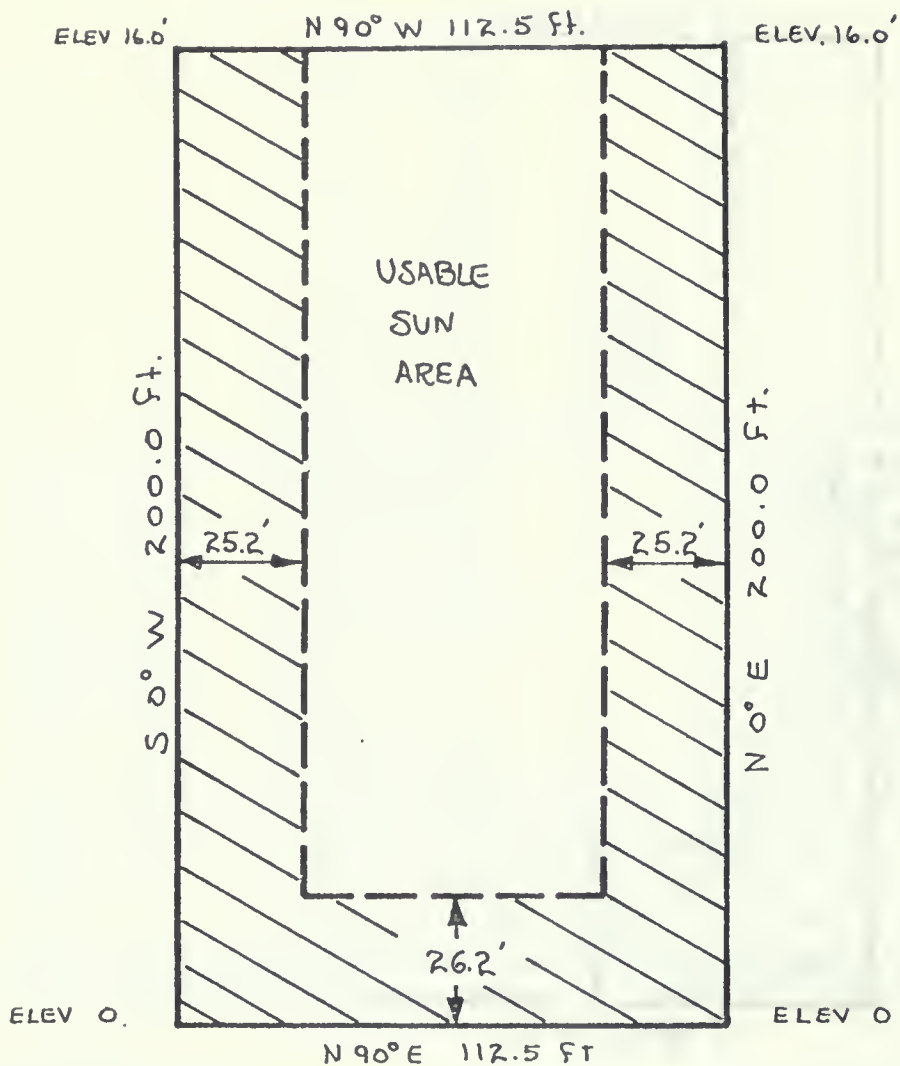 N 90° W 112.5 ft.
ELEV 16.0'
ELEV. 16.0'
USABLE
SUN
AREA
S 0° W 200.0 ft.
N 0° E 200.0 ft.
25.2'
25.2'
26.2'
ELEV 0.
ELEV 0
N 90° E 112.5 FT